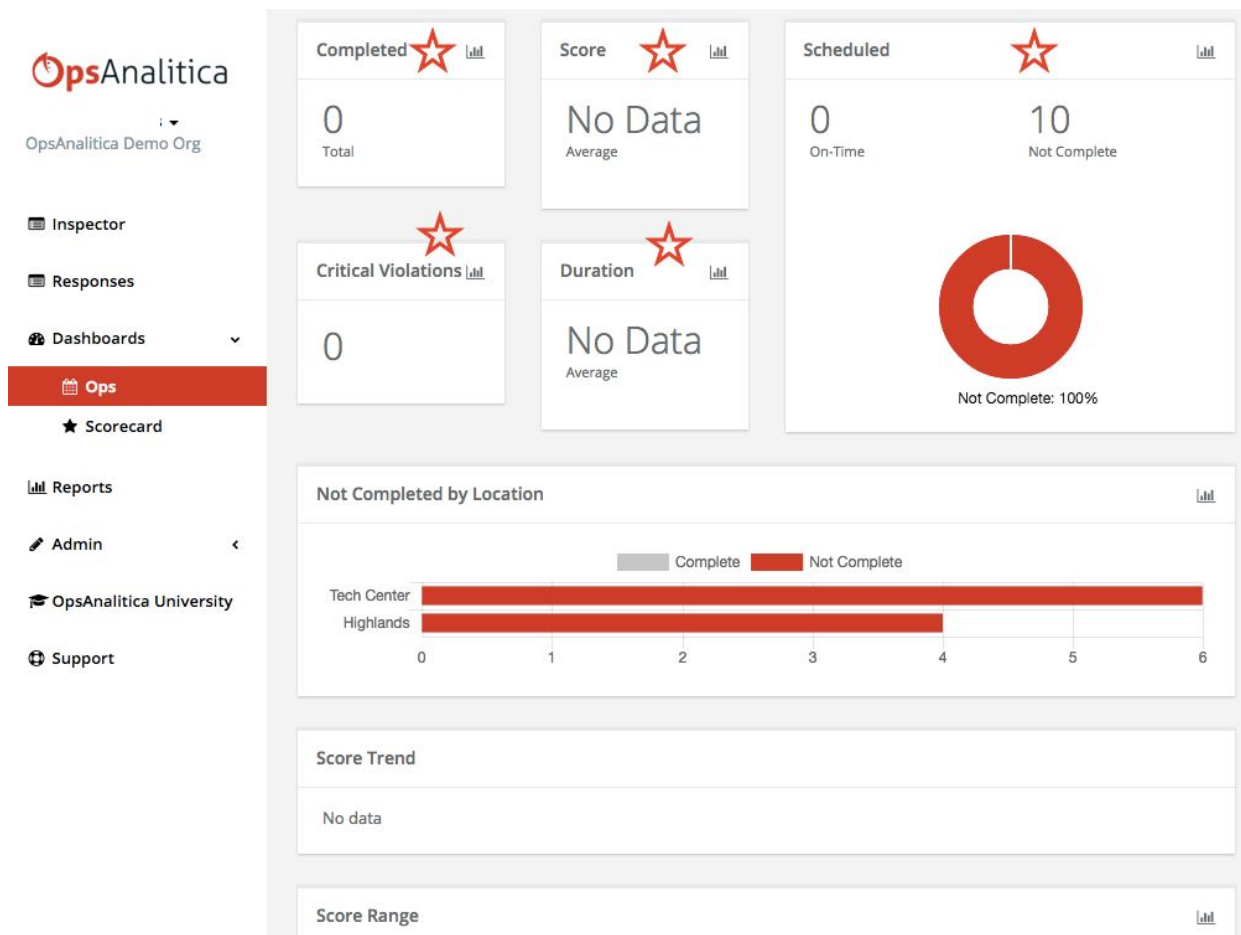 OpsAnalitica
OpsAnalitica Demo Org
Inspector
Responses
Dashboards
Ops
Scorecard
Reports
Admin
OpsAnalitica University
Support
Completed
0
Total
Score
No Data
Average
Scheduled
0
On-Time
10
Not Complete
Not Complete: 100%
Critical Violations
0
Duration
No Data
Average
Not Completed by Location
Complete Not Complete
Tech Center
Highlands
0 1 2 3 4 5 6
Score Trend
No data
Score Range